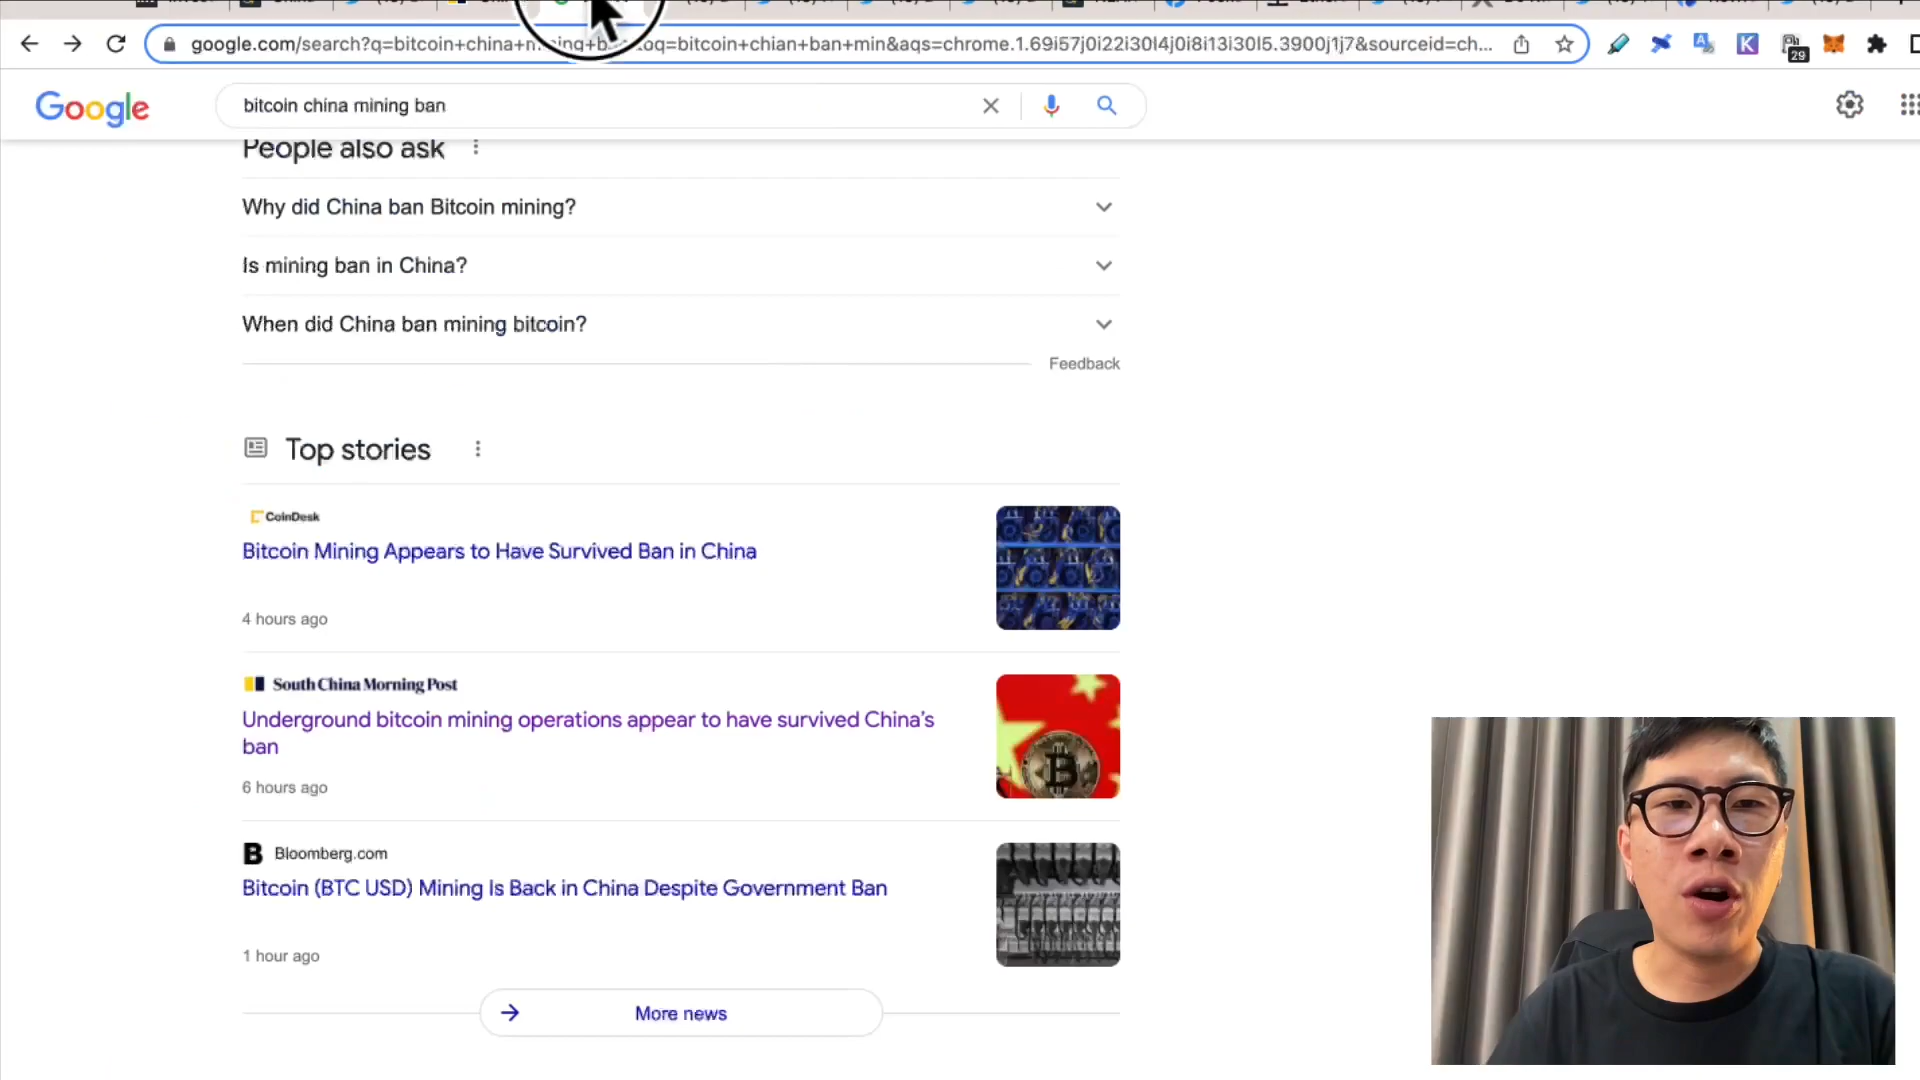 google.com/search?q=bitcoin+china+m ing+b oq=bitcoin+chian+ban+min&aqs=chrome.1.69i57j0i22i30l4j0i8i13i30l5.3900j1j7&sourceid=ch...
29
Google
bitcoin china mining ban
People also ask
Why did China ban Bitcoin mining?
Is mining ban in China?
When did China ban mining bitcoin?
Feedback
Top stories
CoinDesk
Bitcoin Mining Appears to Have Survived Ban in China
4 hours ago
South China Morning Post
Underground bitcoin mining operations appear to have survived China's
ban
6 hours ago
B Bloomberg.com
Bitcoin (BTC USD) Mining Is Back in China Despite Government Ban
1 hour ago
More news